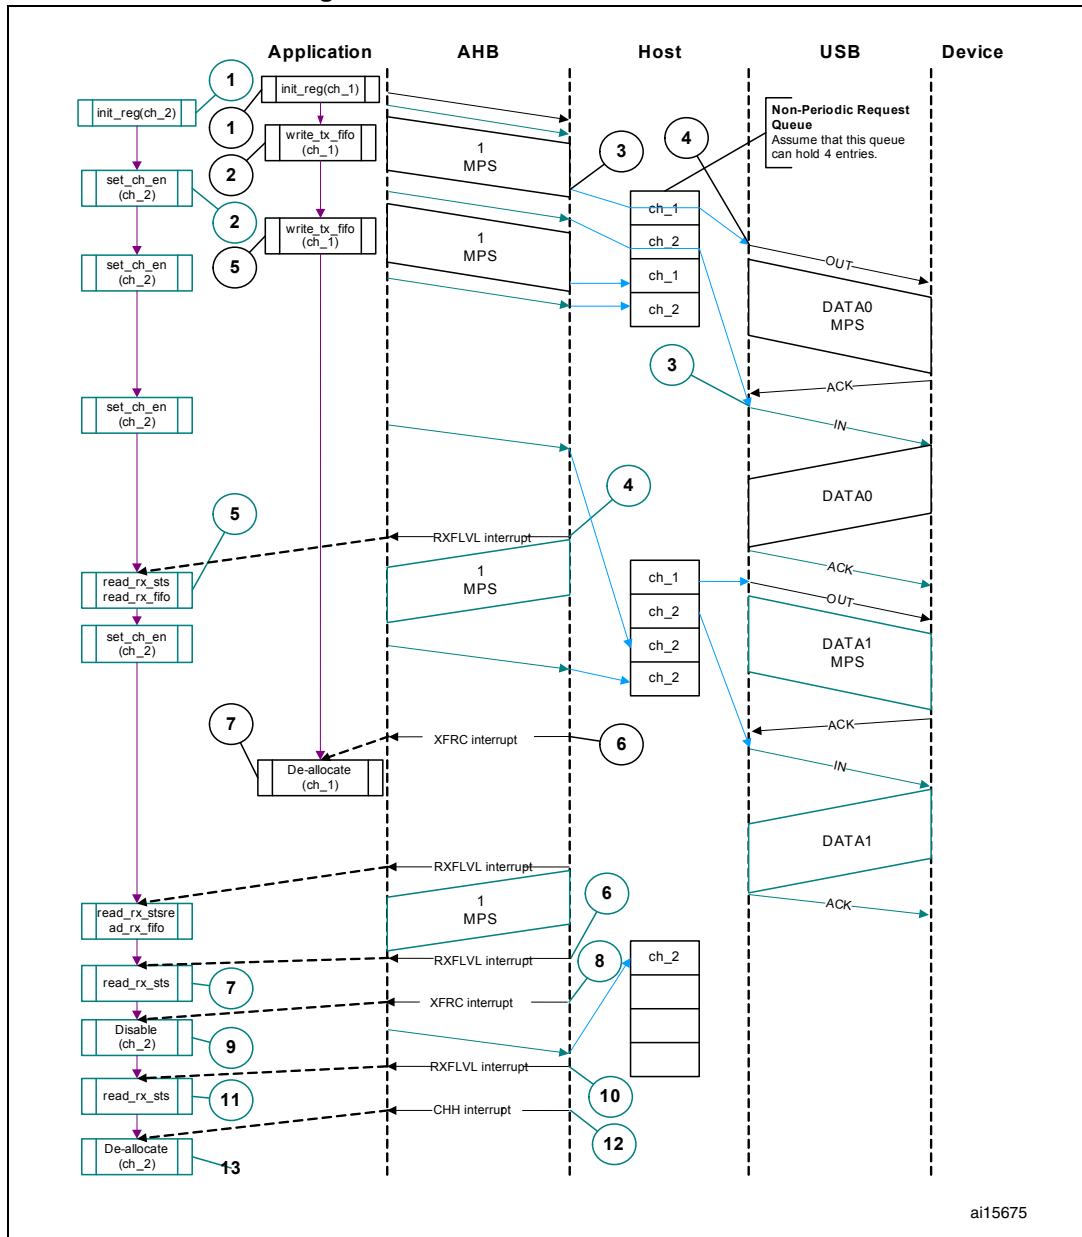 g
Application
AHB
Host
USB
Device
1
init_reg(ch_2)
init_reg(ch_1)
1
Non-Periodic Request
Queue
Assume that this queue
can hold 4 entries.
write_tx_fifo
(ch_1)
2
1
MPS
3
4
set_ch_en
(ch_2)
2
ch_1
ch_2
ch_1
ch_2
write_tx_fifo
(ch_1)
5
set_ch_en
(ch_2)
1
MPS
OUT
DATA0
MPS
3
ACK
set_ch_en
(ch_2)
IN
5
4
DATA0
RXFLVL interrupt
read_rx_sts
read_rx_fifo
1
MPS
ch_1
ch_2
ch_2
ch_2
ACK
OUT
set_ch_en
(ch_2)
DATA1
MPS
7
XFRC interrupt
6
ACK
De-allocate
(ch_1)
IN
DATA1
RXFLVL interrupt
6
read_rx_stsre
ad_rx_fifo
1
MPS
ACK
RXFLVL interrupt
8
ch_2
read_rx_sts
7
XFRC interrupt
Disable
(ch_2)
9
RXFLVL interrupt
10
read_rx_sts
11
CHH interrupt
12
De-allocate
(ch_2)
13
ai15675